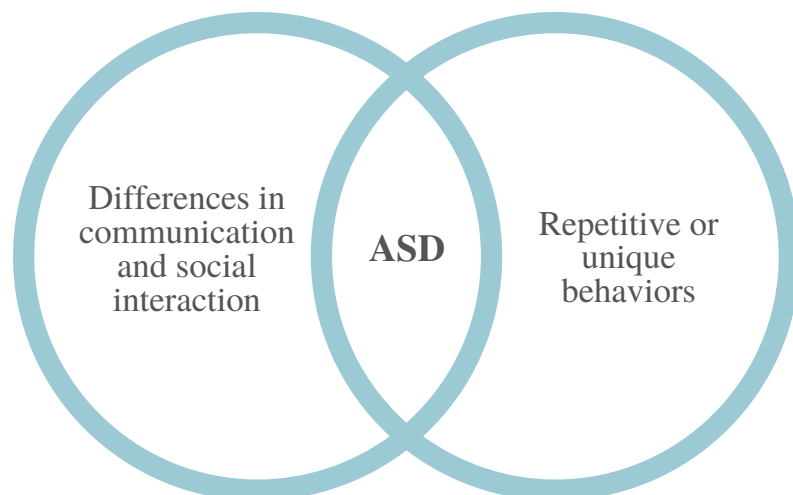 Differences in
communication
and social
interaction
ASD
Repetitive or
unique
behaviors